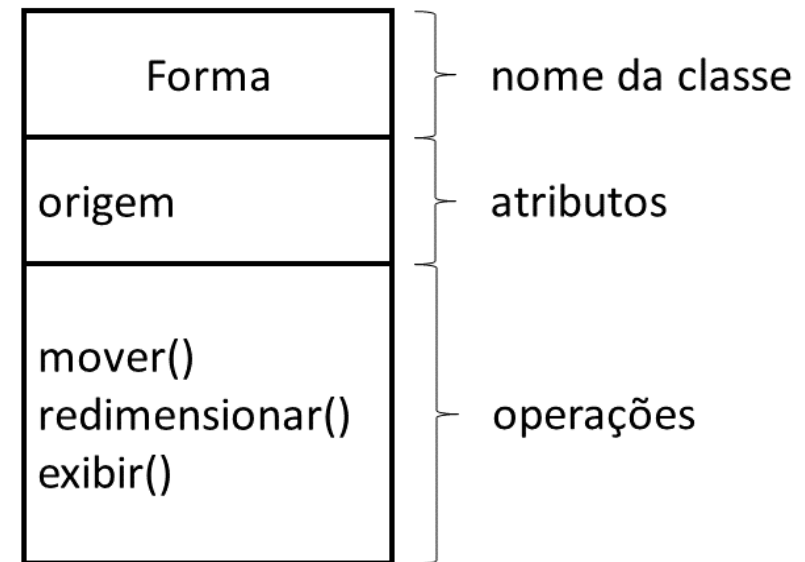 Forma
nome da classe
origem
atributos
mover()
redimensionar()
exibir()
operações